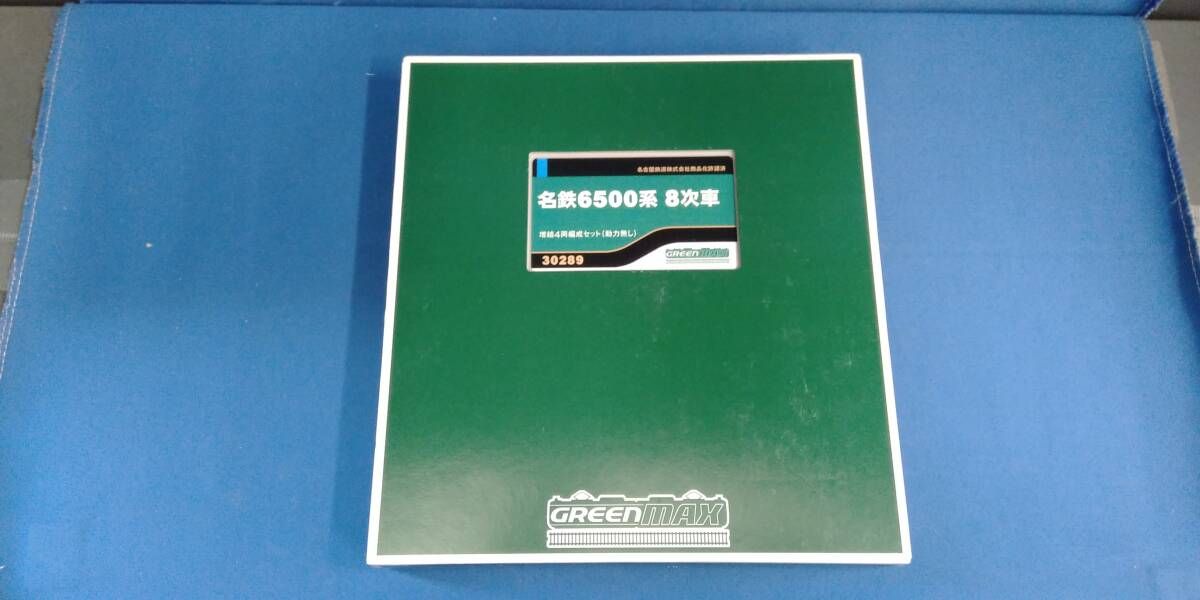 名古屋鉄道株式会社商品化許諾済
名鉄6500系 8次車
増結4両編成セット(動力無し)
30289
GREENMAX
GREENMAX